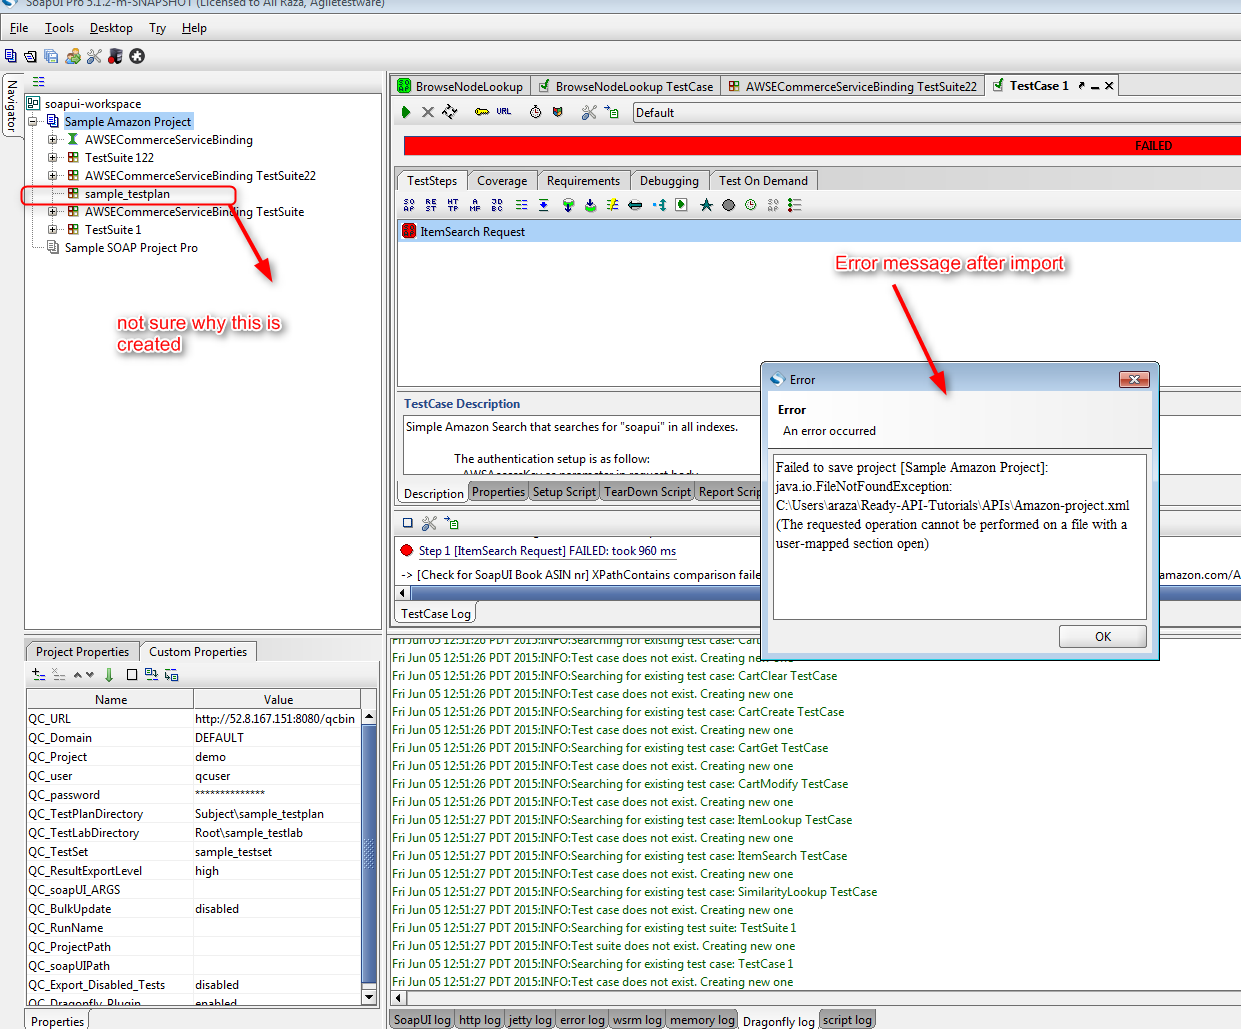 SoapUI Pro 5.1.2-m-SNAPSHOT (Licensed to Ali Raza, Agiletestware)
File Tools Desktop Try Help
Navigator
soapui-workspace
Sample Amazon Project
AWSECommerceServiceBinding
TestSuite 122
AWSECommerceServiceBinding TestSuite22
sample_testplan
AWSECommerceServiceBinding TestSuite
TestSuite 1
Sample SOAP Project Pro
not sure why this is
created
BrowseNodeLookup
BrowseNodeLookup TestCase
AWSECommerceServiceBinding TestSuite22
TestCase 1
URL
Default
FAILED
TestSteps Coverage Requirements Debugging Test On Demand
ItemSearch Request
Error message after import
TestCase Description
Simple Amazon Search that searches for "soapui" in all indexes.
The authentication setup is as follow:
Description Properties Setup Script TearDown Script Report Scrip
Step 1 [ItemSearch Request] FAILED: took 960 ms
-> [Check for SoapUI Book ASIN nr] XPathContains comparison faile
amazon.com/A
TestCase Log
Error
Error
An error occurred
Failed to save project [Sample Amazon Project]:
java.io.FileNotFoundException:
C:\Users\araza\Ready-API-Tutorials\APIs\Amazon-project.xml
(The requested operation cannot be performed on a file with a
user-mapped section open)
OK
Project Properties Custom Properties
Name Value
QC_URL http://52.8.167.151:8080/qcbin
QC_Domain DEFAULT
QC_Project demo
QC_user qcuser
QC_password **************
QC_TestPlanDirectory Subject\sample_testplan
QC_TestLabDirectory Root\sample_testlab
QC_TestSet sample_testset
QC_ResultExportLevel high
QC_soapUI_ARGS
QC_BulkUpdate disabled
QC_RunName
QC_ProjectPath
QC_soapUIPath
QC_Export_Disabled_Tests disabled
QC_Dragonfly_Plugin enabled
Properties
Fri Jun 05 12:51:26 PDT 2015:INFO:Searching for existing test case: Cart
Fri Jun 05 12:51:26 PDT 2015:INFO:Test case does not exist. Creating new one
Fri Jun 05 12:51:26 PDT 2015:INFO:Searching for existing test case: CartClear TestCase
Fri Jun 05 12:51:26 PDT 2015:INFO:Test case does not exist. Creating new one
Fri Jun 05 12:51:26 PDT 2015:INFO:Searching for existing test case: CartCreate TestCase
Fri Jun 05 12:51:26 PDT 2015:INFO:Test case does not exist. Creating new one
Fri Jun 05 12:51:26 PDT 2015:INFO:Searching for existing test case: CartGet TestCase
Fri Jun 05 12:51:26 PDT 2015:INFO:Test case does not exist. Creating new one
Fri Jun 05 12:51:26 PDT 2015:INFO:Searching for existing test case: CartModify TestCase
Fri Jun 05 12:51:26 PDT 2015:INFO:Test case does not exist. Creating new one
Fri Jun 05 12:51:27 PDT 2015:INFO:Searching for existing test case: ItemLookup TestCase
Fri Jun 05 12:51:27 PDT 2015:INFO:Test case does not exist. Creating new one
Fri Jun 05 12:51:27 PDT 2015:INFO:Searching for existing test case: ItemSearch TestCase
Fri Jun 05 12:51:27 PDT 2015:INFO:Test case does not exist. Creating new one
Fri Jun 05 12:51:27 PDT 2015:INFO:Searching for existing test case: SimilarityLookup TestCase
Fri Jun 05 12:51:27 PDT 2015:INFO:Test case does not exist. Creating new one
Fri Jun 05 12:51:27 PDT 2015:INFO:Searching for existing test suite: TestSuite 1
Fri Jun 05 12:51:27 PDT 2015:INFO:Test suite does not exist. Creating new one
Fri Jun 05 12:51:27 PDT 2015:INFO:Searching for existing test case: TestCase 1
Fri Jun 05 12:51:27 PDT 2015:INFO:Test case does not exist. Creating new one
SoapUI log http log jetty log error log wsrm log memory log Dragonfly log script log